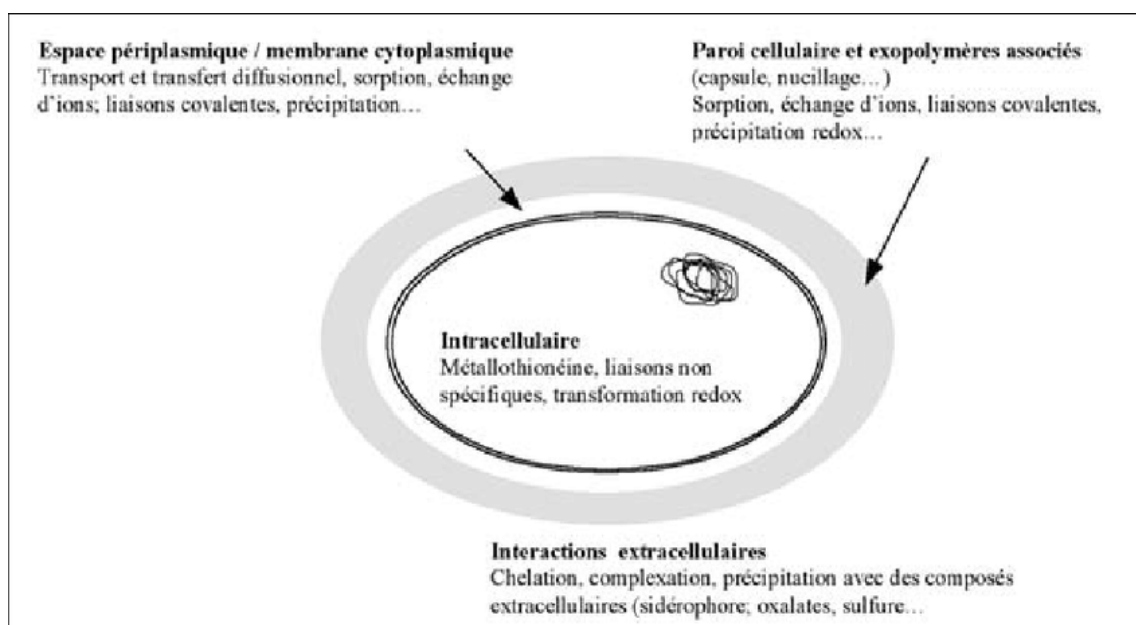 Espace périplasmique / membrane cytoplasmique
Transport et transfert diffusionnel, sorption, échange
d'ions; liaisons covalentes, précipitation…
Paroi cellulaire et exopolymères associés
(capsule, nucillage…)
Sorption, échange d'ions, liaisons covalentes,
précipitation redox…
Intracellulaire
Métallothionéine, liaisons non
spécifiques, transformation redox
Interactions extracellulaires
Chelation, complexation, précipitation avec des composés
extracellulaires (sidérophore; oxalates, sulfure…